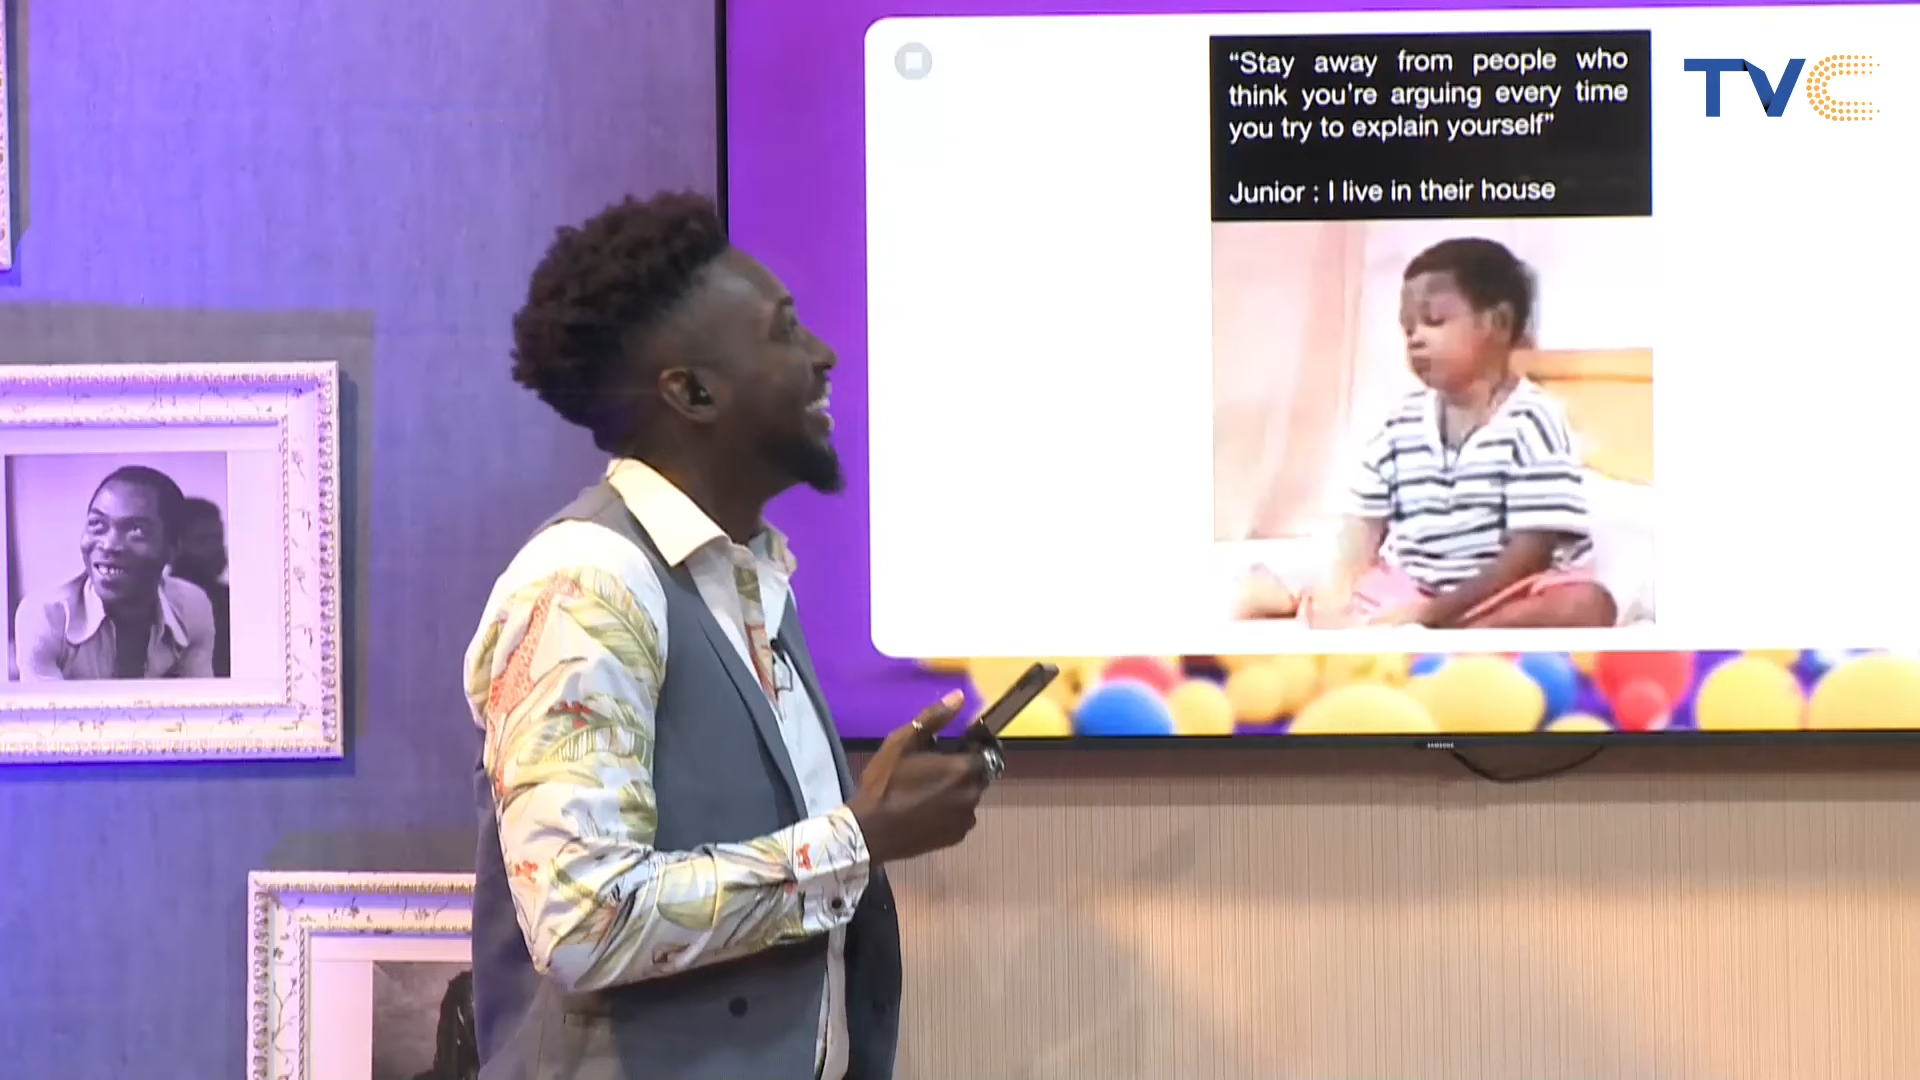 “Stay away from people who
think you're arguing every time
you try to explain yourself”
Junior : I live in their house
TVC
SAMSUNG